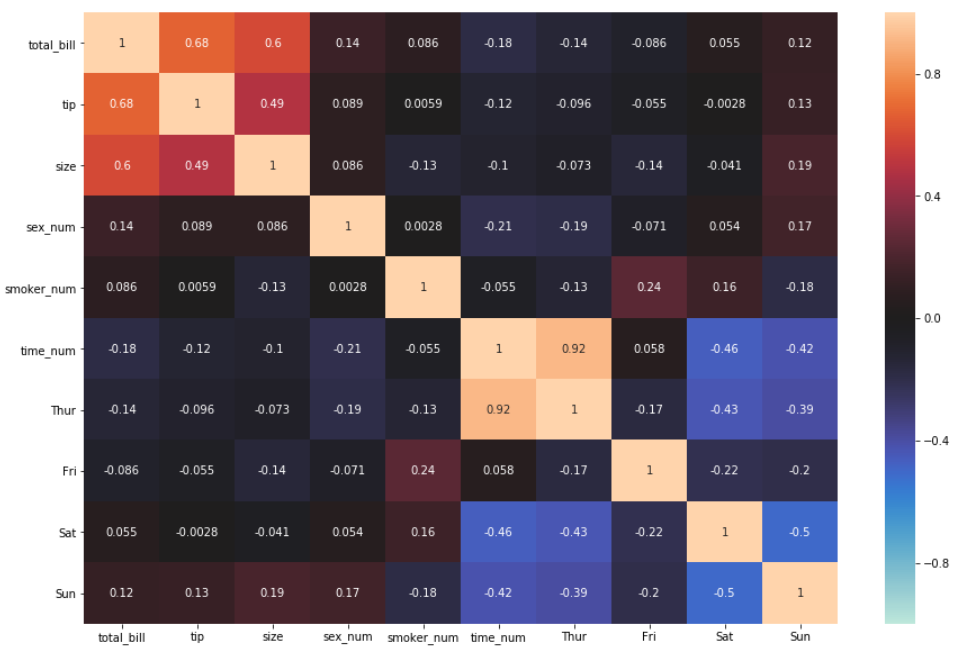 total_bill 1 0.68 0.6 0.14 0.086 -0.18 -0.14 -0.086 0.055 0.12
tip 0.68 1 0.49 0.089 0.0059 -0.12 -0.096 -0.055 -0.0028 0.13
size 0.6 0.49 1 0.086 -0.13 -0.1 -0.073 -0.14 -0.041 0.19
sex_num 0.14 0.089 0.086 1 0.0028 -0.21 -0.19 -0.071 0.054 0.17
smoker_num 0.086 0.0059 -0.13 0.0028 1 -0.055 -0.13 0.24 0.16 -0.18
time_num -0.18 -0.12 -0.1 -0.21 -0.055 1 0.92 0.058 -0.46 -0.42
Thur -0.14 -0.096 -0.073 -0.19 -0.13 0.92 1 -0.17 -0.43 -0.39
Fri -0.086 -0.055 -0.14 -0.071 0.24 0.058 -0.17 1 -0.22 -0.2
Sat 0.055 -0.0028 -0.041 0.054 0.16 -0.46 -0.43 -0.22 1 -0.5
Sun 0.12 0.13 0.19 0.17 -0.18 -0.42 -0.39 -0.2 -0.5 1
total_bill tip size sex_num smoker_num time_num Thur Fri Sat Sun
0.8
0.4
0.0
−0.4
−0.8